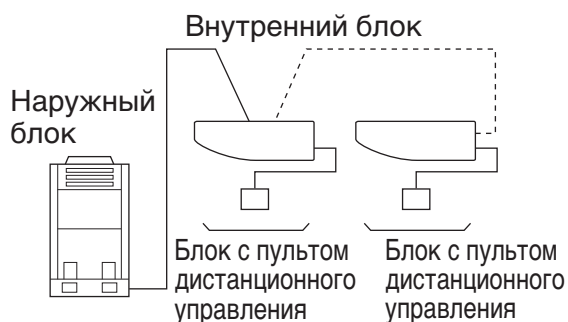 Внутренний блок
Наружный
блок
Блок с пультом
дистанционного
управления
Блок с пультом
дистанционного
управления